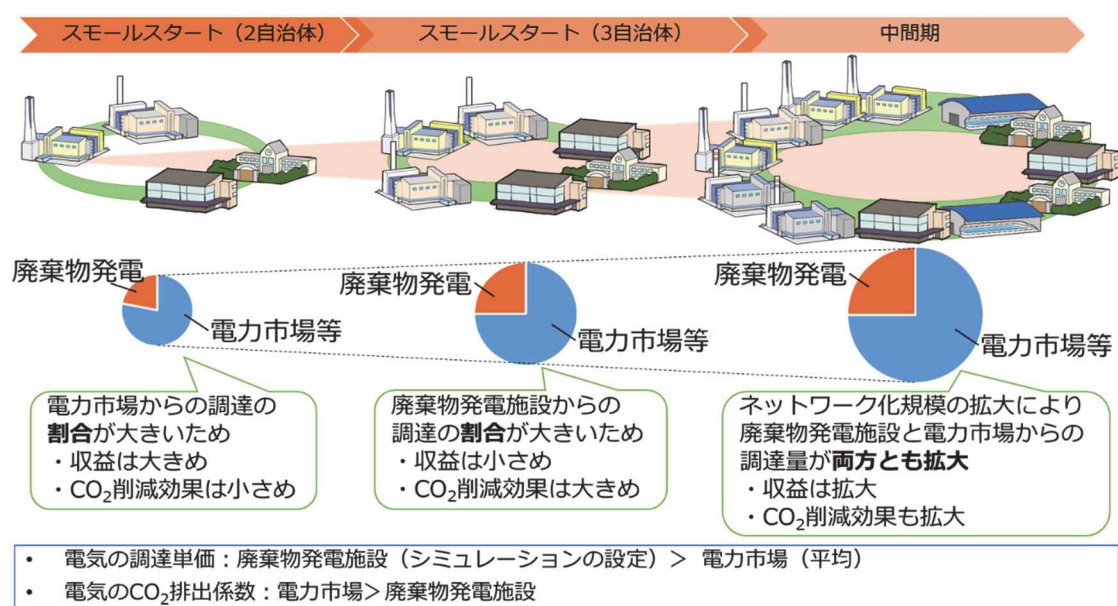 スモールスタート（2自治体）
スモールスタート（3自治体）
中間期
廃棄物発電
電力市場等
廃棄物発電
電力市場等
廃棄物発電
電力市場等
電力市場からの調達の
割合が大きいため
・収益は大きめ
・CO₂削減効果は小さめ
廃棄物発電施設からの
調達の割合が大きいため
・収益は小さめ
・CO₂削減効果は大きめ
ネットワーク化規模の拡大により
廃棄物発電施設と電力市場からの
調達量が両方とも拡大
・収益は拡大
・CO₂削減効果も拡大
• 電気の調達単価：廃棄物発電施設（シミュレーションの設定）＞ 電力市場（平均）
• 電気のCO₂排出係数：電力市場＞廃棄物発電施設